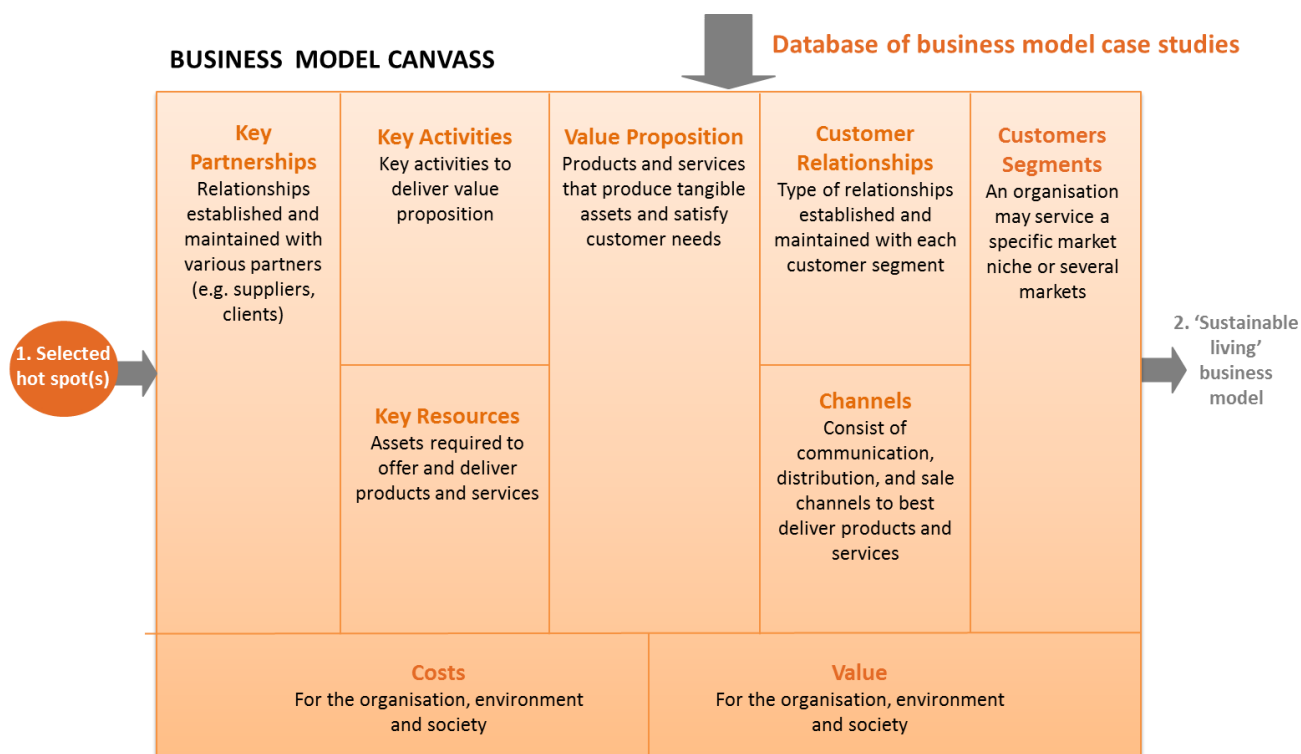 Database of business model case studies
BUSINESS MODEL CANVASS
Key
Partnerships
Relationships
established and
maintained with
various partners
(e.g. suppliers,
clients)
Key Activities
Key activities to
deliver value
proposition
Key Resources
Assets required to
offer and deliver
products and services
Value Proposition
Products and services
that produce tangible
assets and satisfy
customer needs
Customer
Relationships
Type of relationships
established and
maintained with each
customer segment
Channels
Consist of
communication,
distribution, and sale
channels to best
deliver products and
services
Customers
Segments
An organisation
may service a
specific market
niche or several
markets
1. Selected
hot spot(s)
2. ‘Sustainable
living’
business
model
Costs
For the organisation, environment
and society
Value
For the organisation, environment
and society